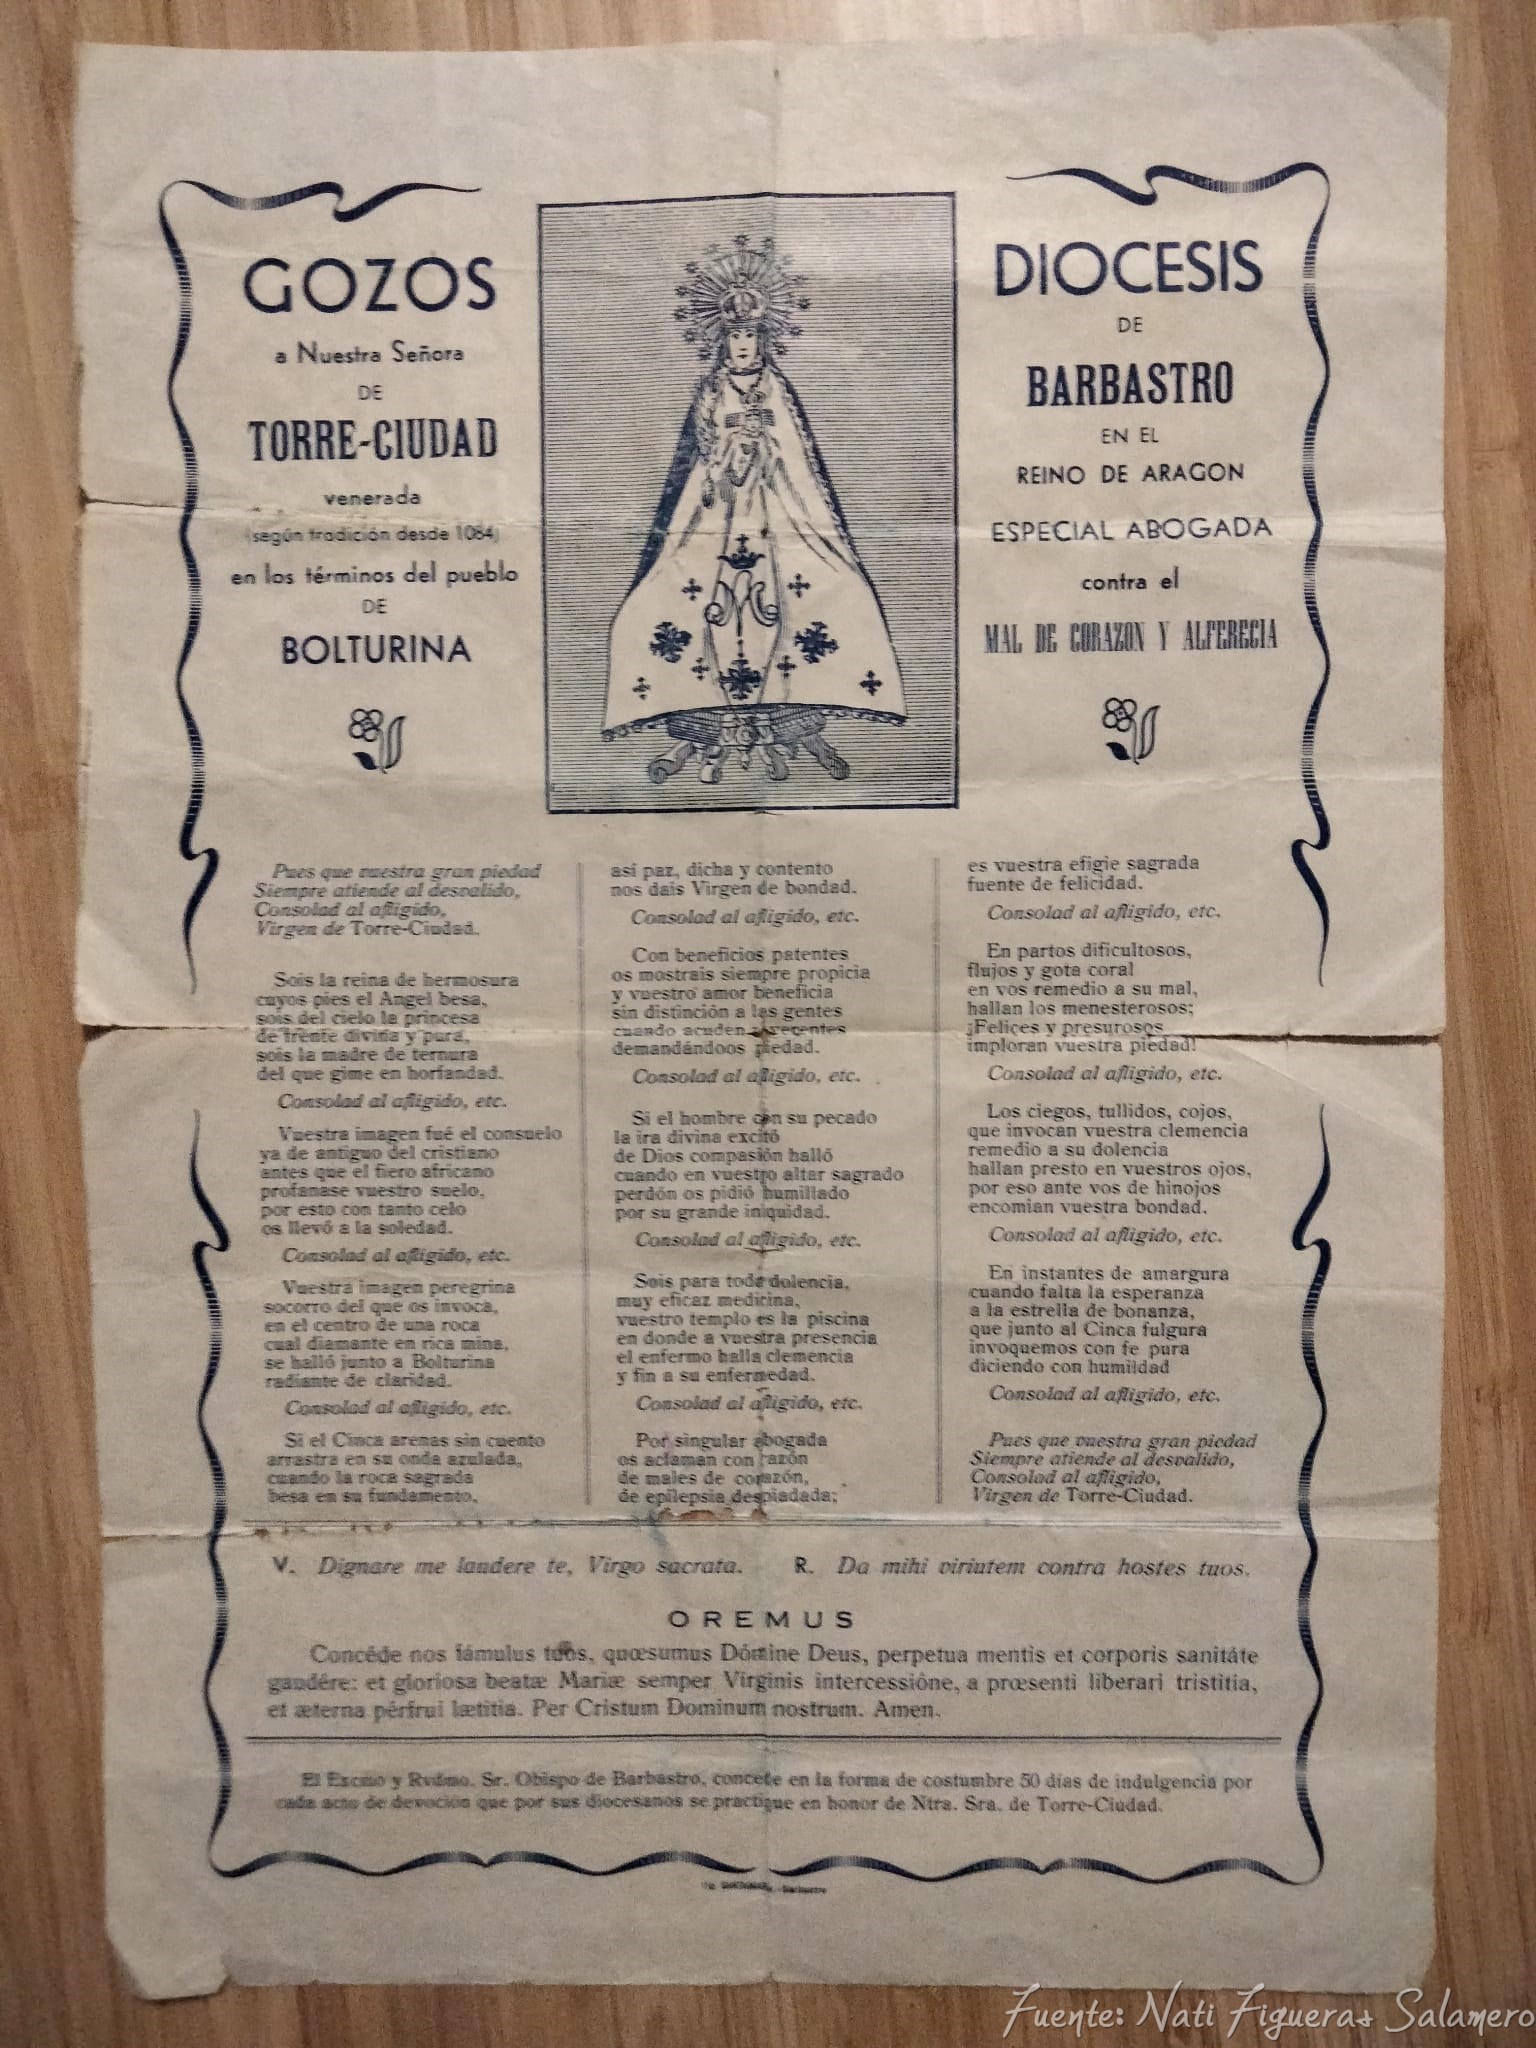 GOZOS
a Nuestra Señora
DE
TORRE-CIUDAD
venerada
(según tradición desde 1084)
en los términos del pueblo
DE
BOLTURINA
DIOCESIS
DE
BARBASTRO
EN EL
REINO DE ARAGON
ESPECIAL ABOGADA
contra el
MAL DE CORAZON Y ALFERECIA
Pues que vuestra gran piedad
Siempre atiende al desvalido,
Consolad al afligido,
Virgen de Torre-Ciudad.
Sois la reina de hermosura
cuyos pies el Angel besa,
sois del cielo la princesa
de frente divina y pura,
sois la madre de ternura
del que gime en horfandad.
Consolad al afligido, etc.
Vuestra imagen fué el consuelo
ya de antiguo del cristiano
antes que el fiero africano
profanase vuestro suelo,
por esto con tanto celo
os llevó a la soledad.
Consolad al afligido, etc.
Vuestra imagen peregrina
socorro del que os invoca,
en el centro de una roca
cual diamante en rica mina,
se halló junto a Bolturina
radiante de claridad.
Consolad al afligido, etc.
Si el Cinca arenas sin cuento
arrastra en su onda azulada,
cuando la roca sagrada
besa en su fundamento,
así paz, dicha y contento
nos dais Virgen de bondad.
Consolad al afligido, etc.
Con beneficios patentes
os mostrais siempre propicia
y vuestro amor beneficia
sin distinción a las gentes
cuando acuden reverentes
demandándoos piedad.
Consolad al afligido, etc.
Si el hombre con su pecado
la ira divina excitó
de Dios compasión halló
cuando en vuestro altar sagrado
perdón os pidió humillado
por su grande iniquidad.
Consolad al afligido, etc.
Sois para toda dolencia,
muy eficaz medicina,
vuestro templo es la piscina
en donde a vuestra presencia
el enfermo halla clemencia
y fin a su enfermedad.
Consolad al afligido, etc.
Por singular abogada
os aclaman con razón
de males de corazón,
de epilepsia despiadada;
es vuestra efigie sagrada
fuente de felicidad.
Consolad al afligido, etc.
En partos dificultosos,
flujos y gota coral
en vos remedio a su mal,
hallan los menesterosos;
¡Felices y presurosos
imploran vuestra piedad!
Consolad al afligido, etc.
Los ciegos, tullidos, cojos,
que invocan vuestra clemencia
remedio a su dolencia
hallan presto en vuestros ojos,
por eso ante vos de hinojos
encomian vuestra bondad.
Consolad al afligido, etc.
En instantes de amargura
cuando falta la esperanza
a la estrella de bonanza,
que junto al Cinca fulgura
invoquemos con fe pura
diciendo con humildad
Consolad al afligido, etc.
Pues que vuestra gran piedad
Siempre atiende al desvalido,
Consolad al afligido,
Virgen de Torre-Ciudad.
V. Dignare me laudere te, Virgo sacrata. R. Da mihi viriutem contra hostes tuos.
OREMUS
Concéde nos fámulus tuos, quœsumus Dómine Deus, perpetua mentis et corporis sanitáte
gaudére: et gloriosa beatæ Mariæ semper Virginis intercessióne, a prœsenti liberari tristitia,
et æterna pérfrui lætitia. Per Cristum Dominum nostrum. Amen.
El Excmo y Rvdmo. Sr. Obispo de Barbastro, concete en la forma de costumbre 50 días de indulgencia por
cada acto de devoción que por sus diocesanos se practique en honor de Ntra. Sra. de Torre-Ciudad.
Fuente: Nati Figueras Salamero